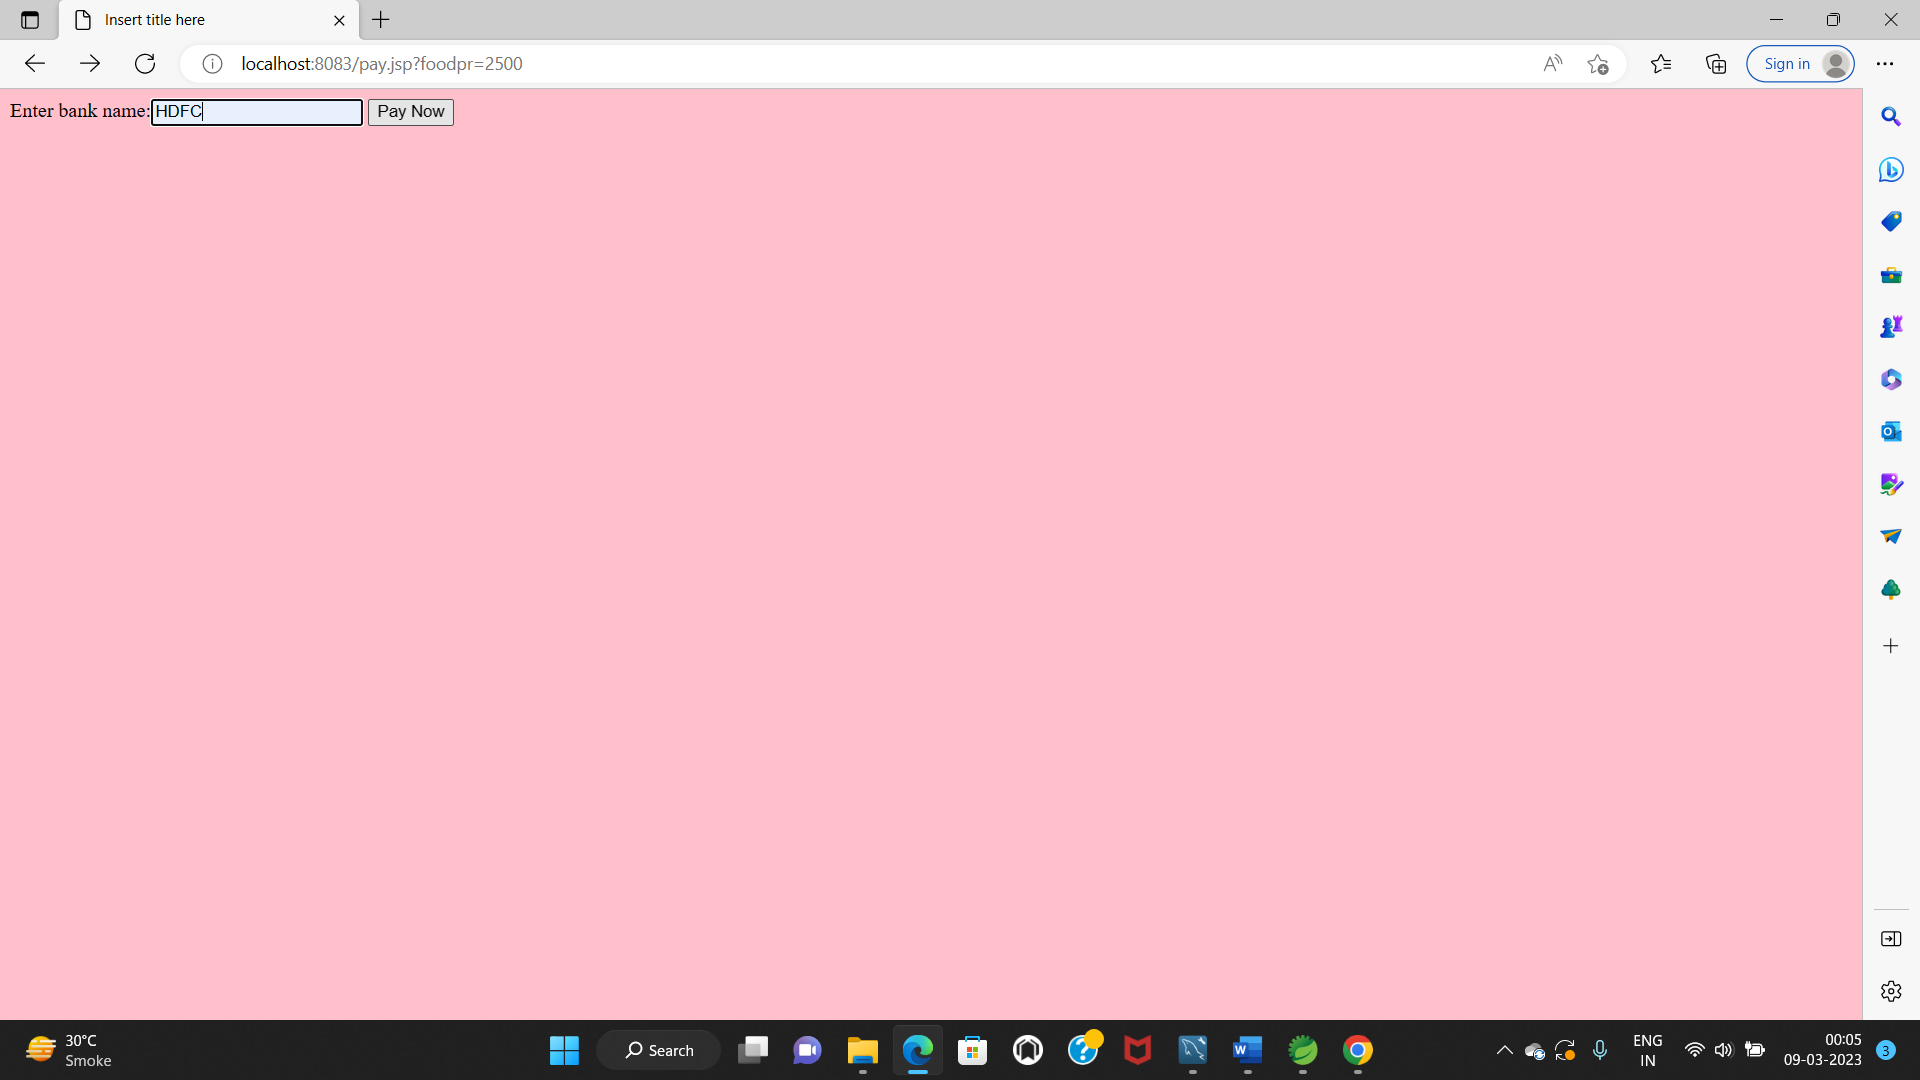 Insert title here
localhost:8083/pay.jsp?foodpr=2500
Sign in
Enter bank name: HDFC Pay Now
30°C
Smoke
Search
ENG
IN
00:05
09-03-2023
3